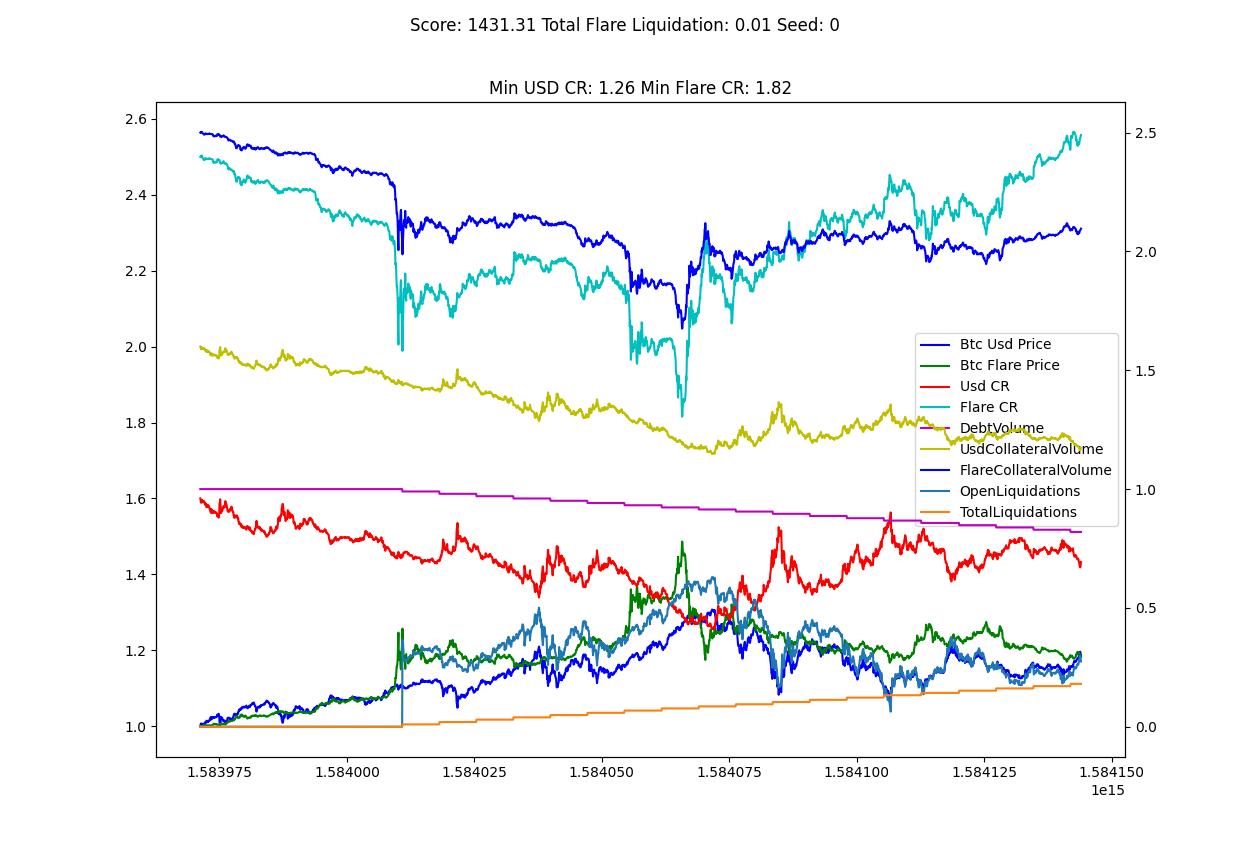 Score: 1431.31 Total Flare Liquidation: 0.01 Seed: 0
Min USD CR: 1.26 Min Flare CR: 1.82
2.6
2.4
2.2
2.0
1.8
1.6
1.4
1.2
1.0
2.5
2.0
1.5
1.0
0.5
0.0
Btc Usd Price
Btc Flare Price
Usd CR
Flare CR
DebtVolume
UsdCollateralVolume
FlareCollateralVolume
OpenLiquidations
TotalLiquidations
1.583975 1.584000 1.584025 1.584050 1.584075 1.584100 1.584125 1.584150
1e15